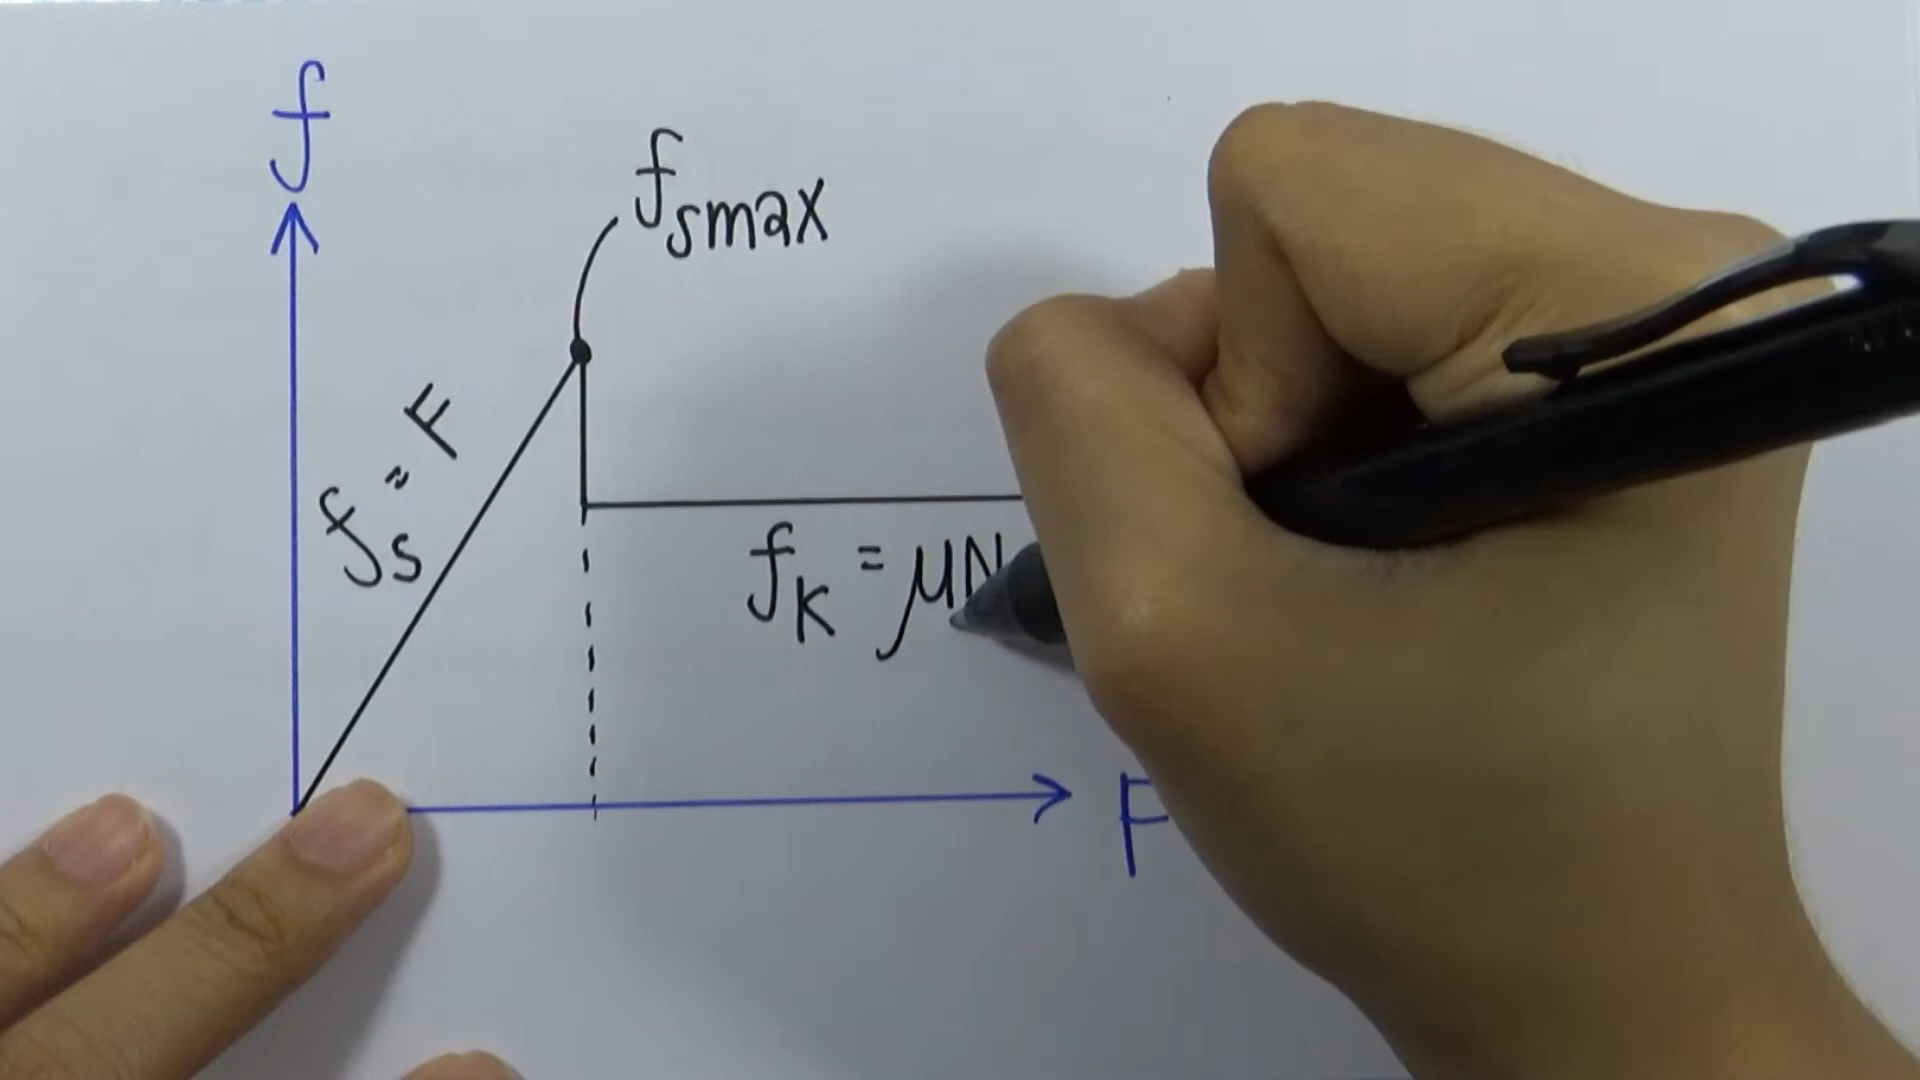 f
fsmax
fs = F
fK = μN
F